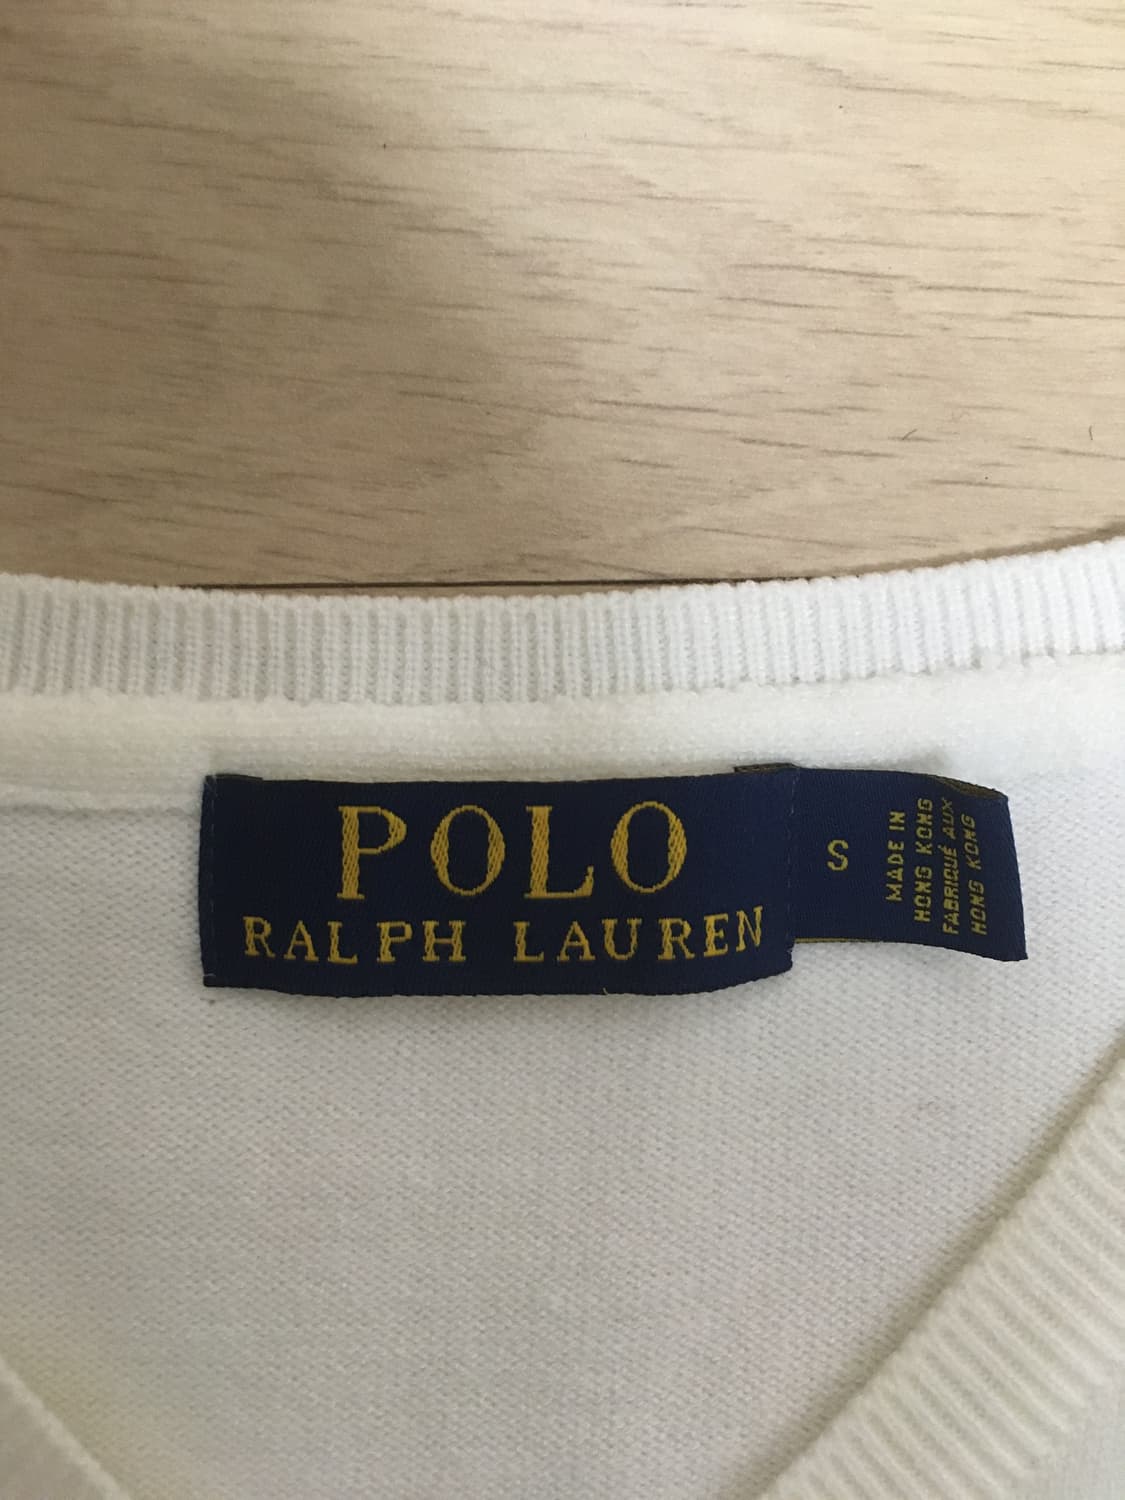 POLO
RALPH LAUREN
S
MADE IN
HONG KONG
FABRIQUÉ AUX
HONG KONG